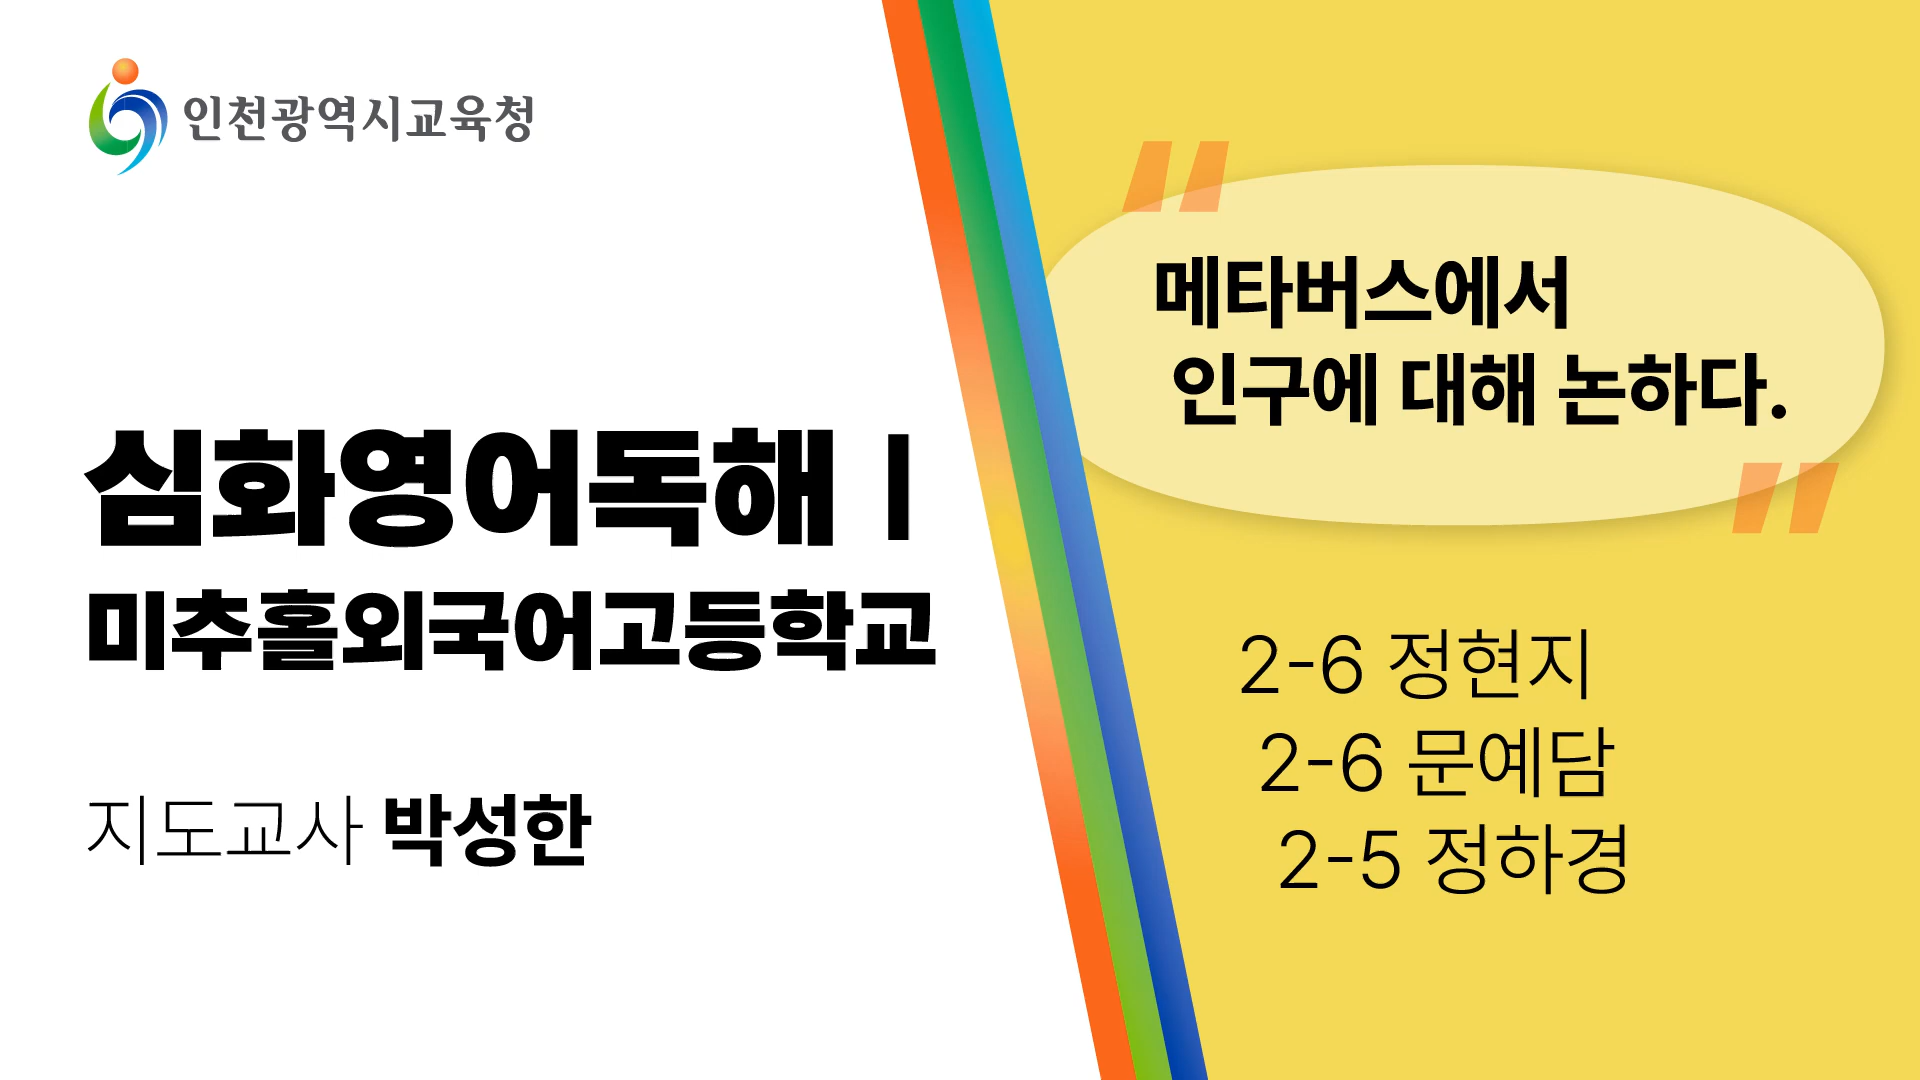 인천광역시교육청
심화영어독해 I
미추홀외국어고등학교
지도교사 박성한
"
메타버스에서
인구에 대해 논하다.
"
2-6 정현지
2-6 문예담
2-5 정하경